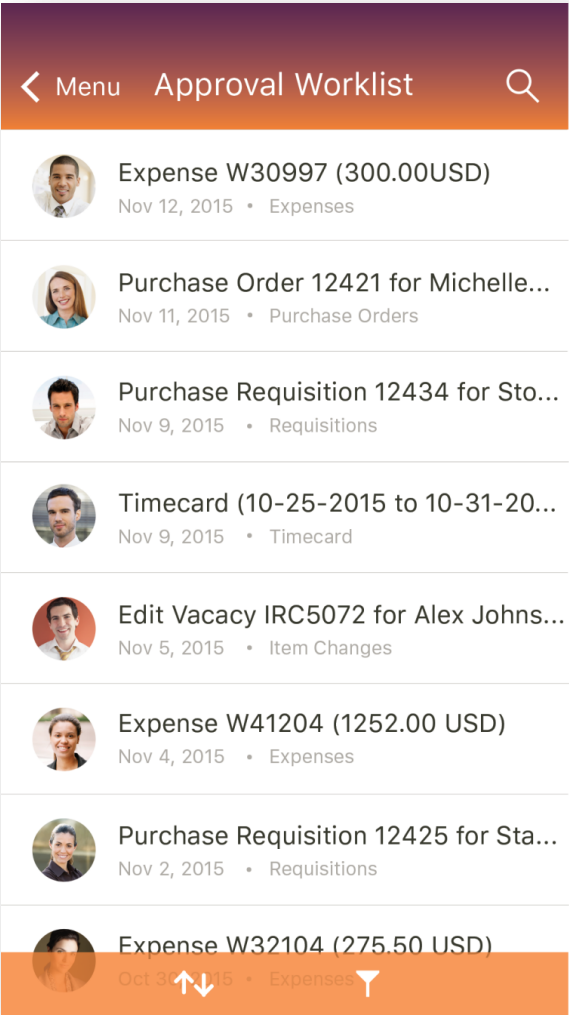 Menu Approval Worklist
Expense W30997 (300.00USD)
Nov 12, 2015 • Expenses
Purchase Order 12421 for Michelle...
Nov 11, 2015 • Purchase Orders
Purchase Requisition 12434 for Sto...
Nov 9, 2015 • Requisitions
Timecard (10-25-2015 to 10-31-20...
Nov 9, 2015 • Timecard
Edit Vacacy IRC5072 for Alex Johns...
Nov 5, 2015 • Item Changes
Expense W41204 (1252.00 USD)
Nov 4, 2015 • Expenses
Purchase Requisition 12425 for Sta...
Nov 2, 2015 • Requisitions
Expense W32104 (275.50 USD)
Oct 30, 2015 • Expenses